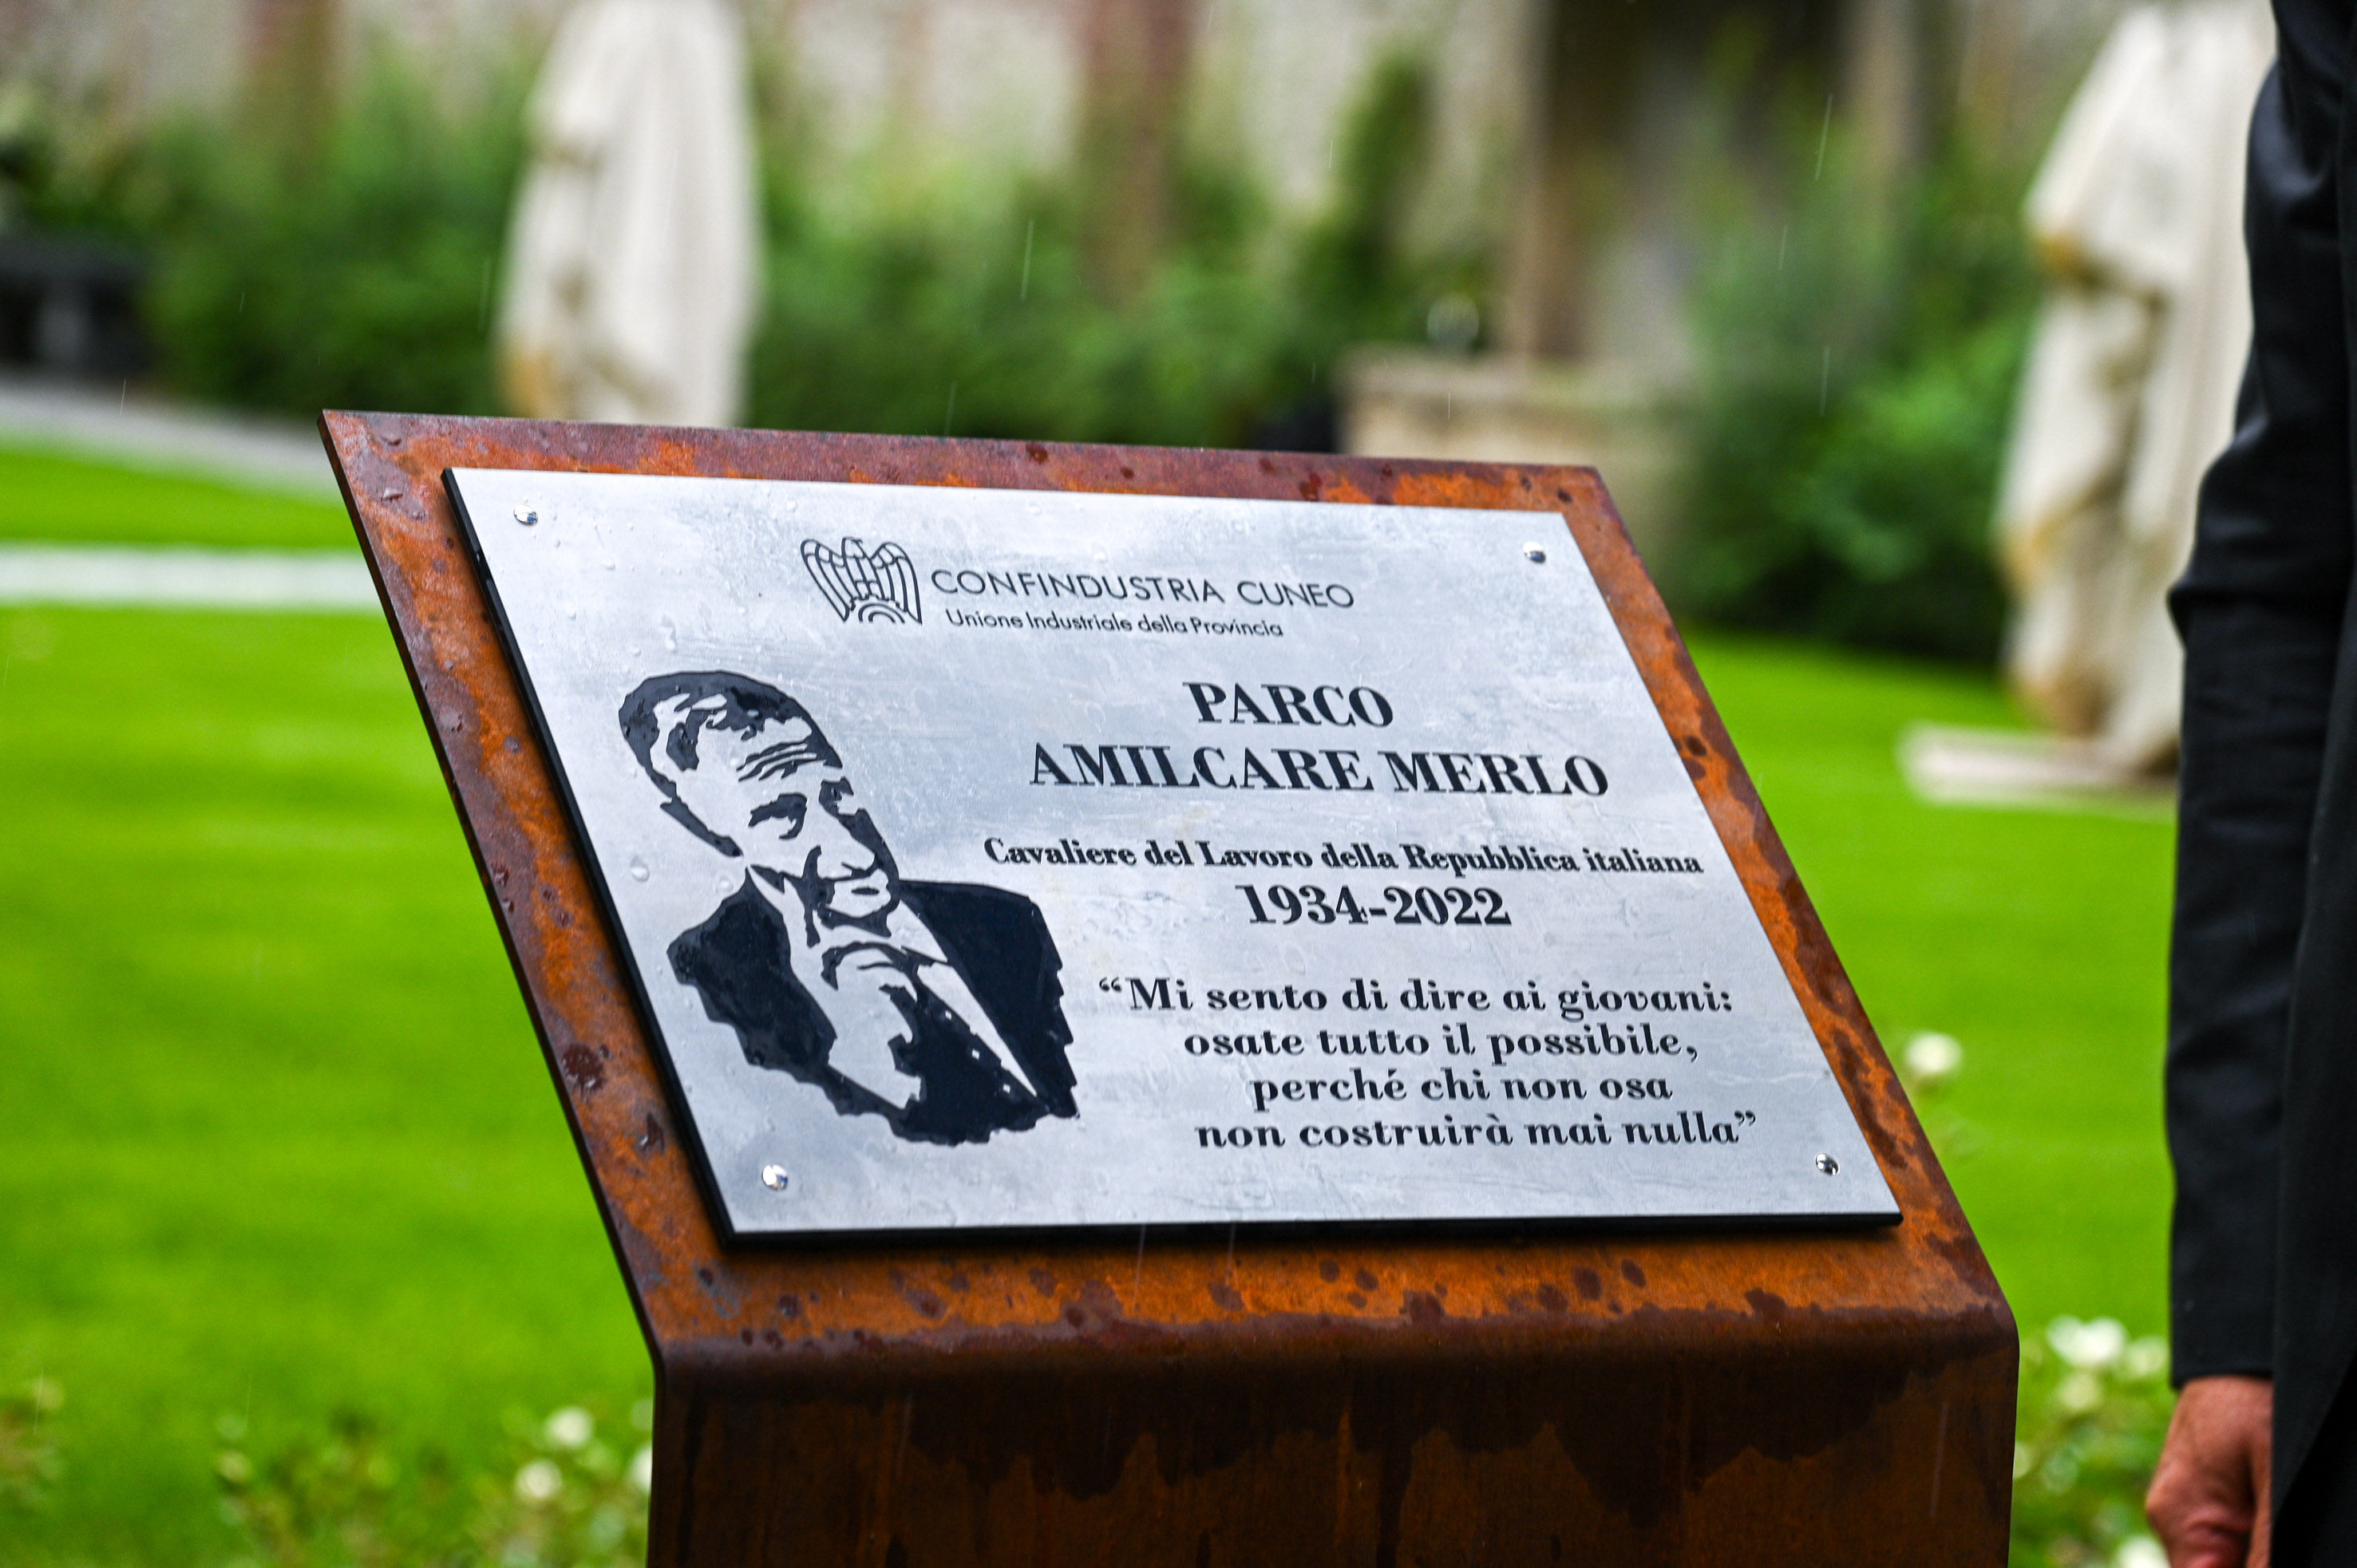 CONFINDUSTRIA CUNEO
Unione Industriale della Provincia
PARCO
AMILCARE MERLO
Cavaliere del Lavoro della Repubblica italiana
1934-2022
“Mi sento di dire ai giovani:
osate tutto il possibile,
perché chi non osa
non costruirà mai nulla”